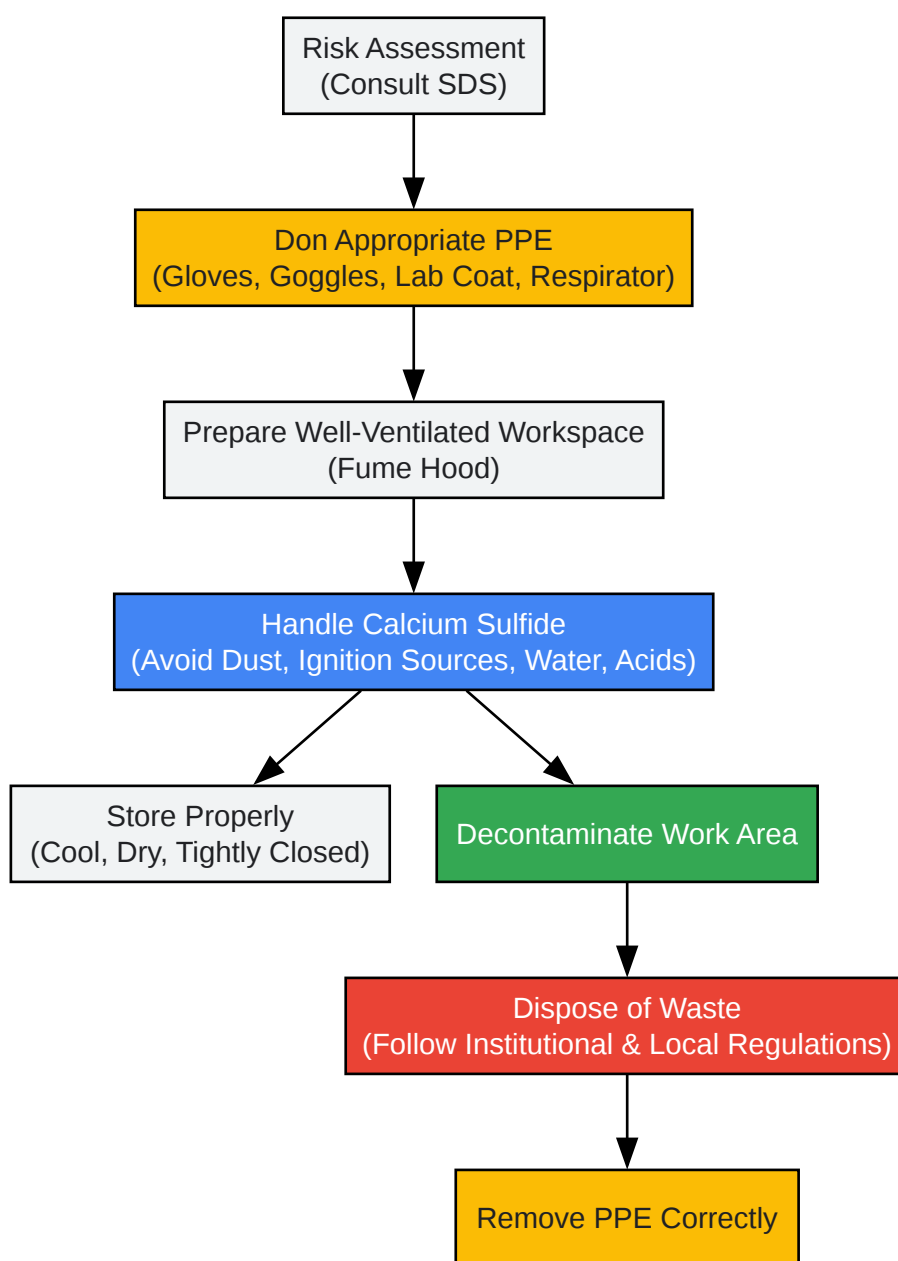 Risk Assessment
(Consult SDS)
Don Appropriate PPE
(Gloves, Goggles, Lab Coat, Respirator)
Prepare Well-Ventilated Workspace
(Fume Hood)
Handle Calcium Sulfide
(Avoid Dust, Ignition Sources, Water, Acids)
Store Properly
(Cool, Dry, Tightly Closed)
Decontaminate Work Area
Dispose of Waste
(Follow Institutional & Local Regulations)
Remove PPE Correctly